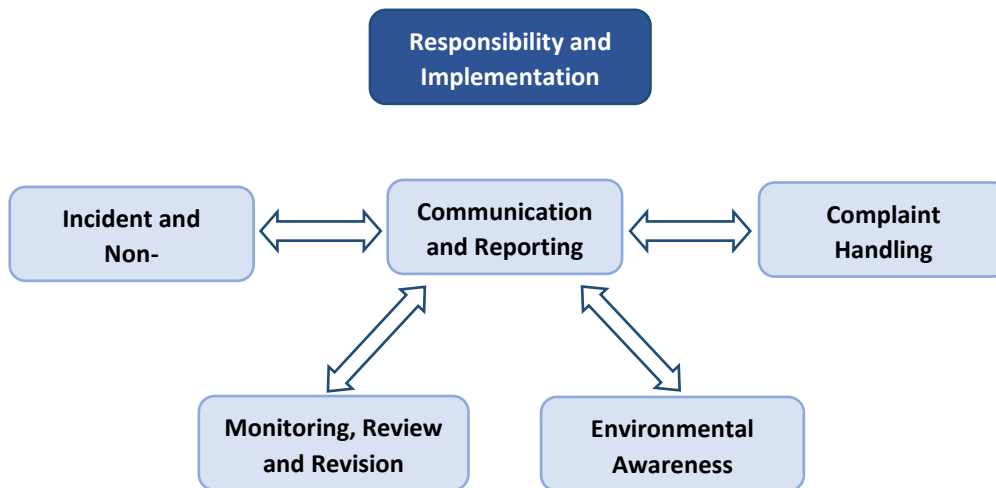 Responsibility and
Implementation
Incident and
Non-
Communication
and Reporting
Complaint
Handling
Monitoring, Review
and Revision
Environmental
Awareness